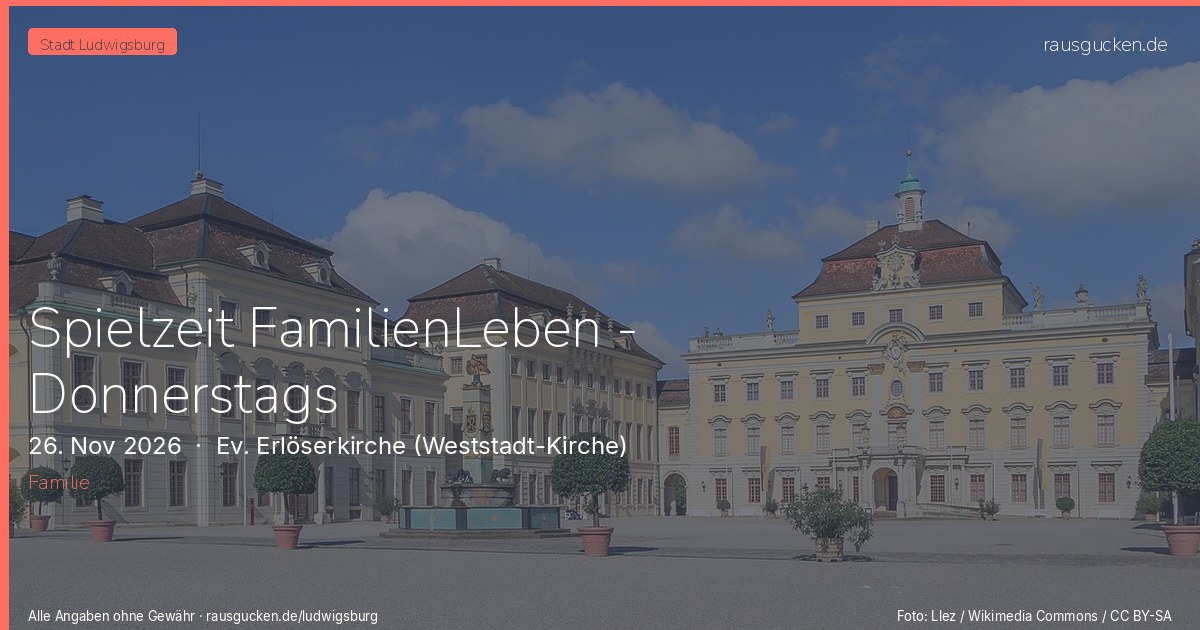 Stadt Ludwigsburg
rausgucken.de
Spielzeit FamilienLeben -
Donnerstags
26. Nov 2026 · Ev. Erlöserkirche (Weststadt-Kirche)
Familie
Alle Angaben ohne Gewähr · rausgucken.de/ludwigsburg
Foto: Llez / Wikimedia Commons / CC BY-SA